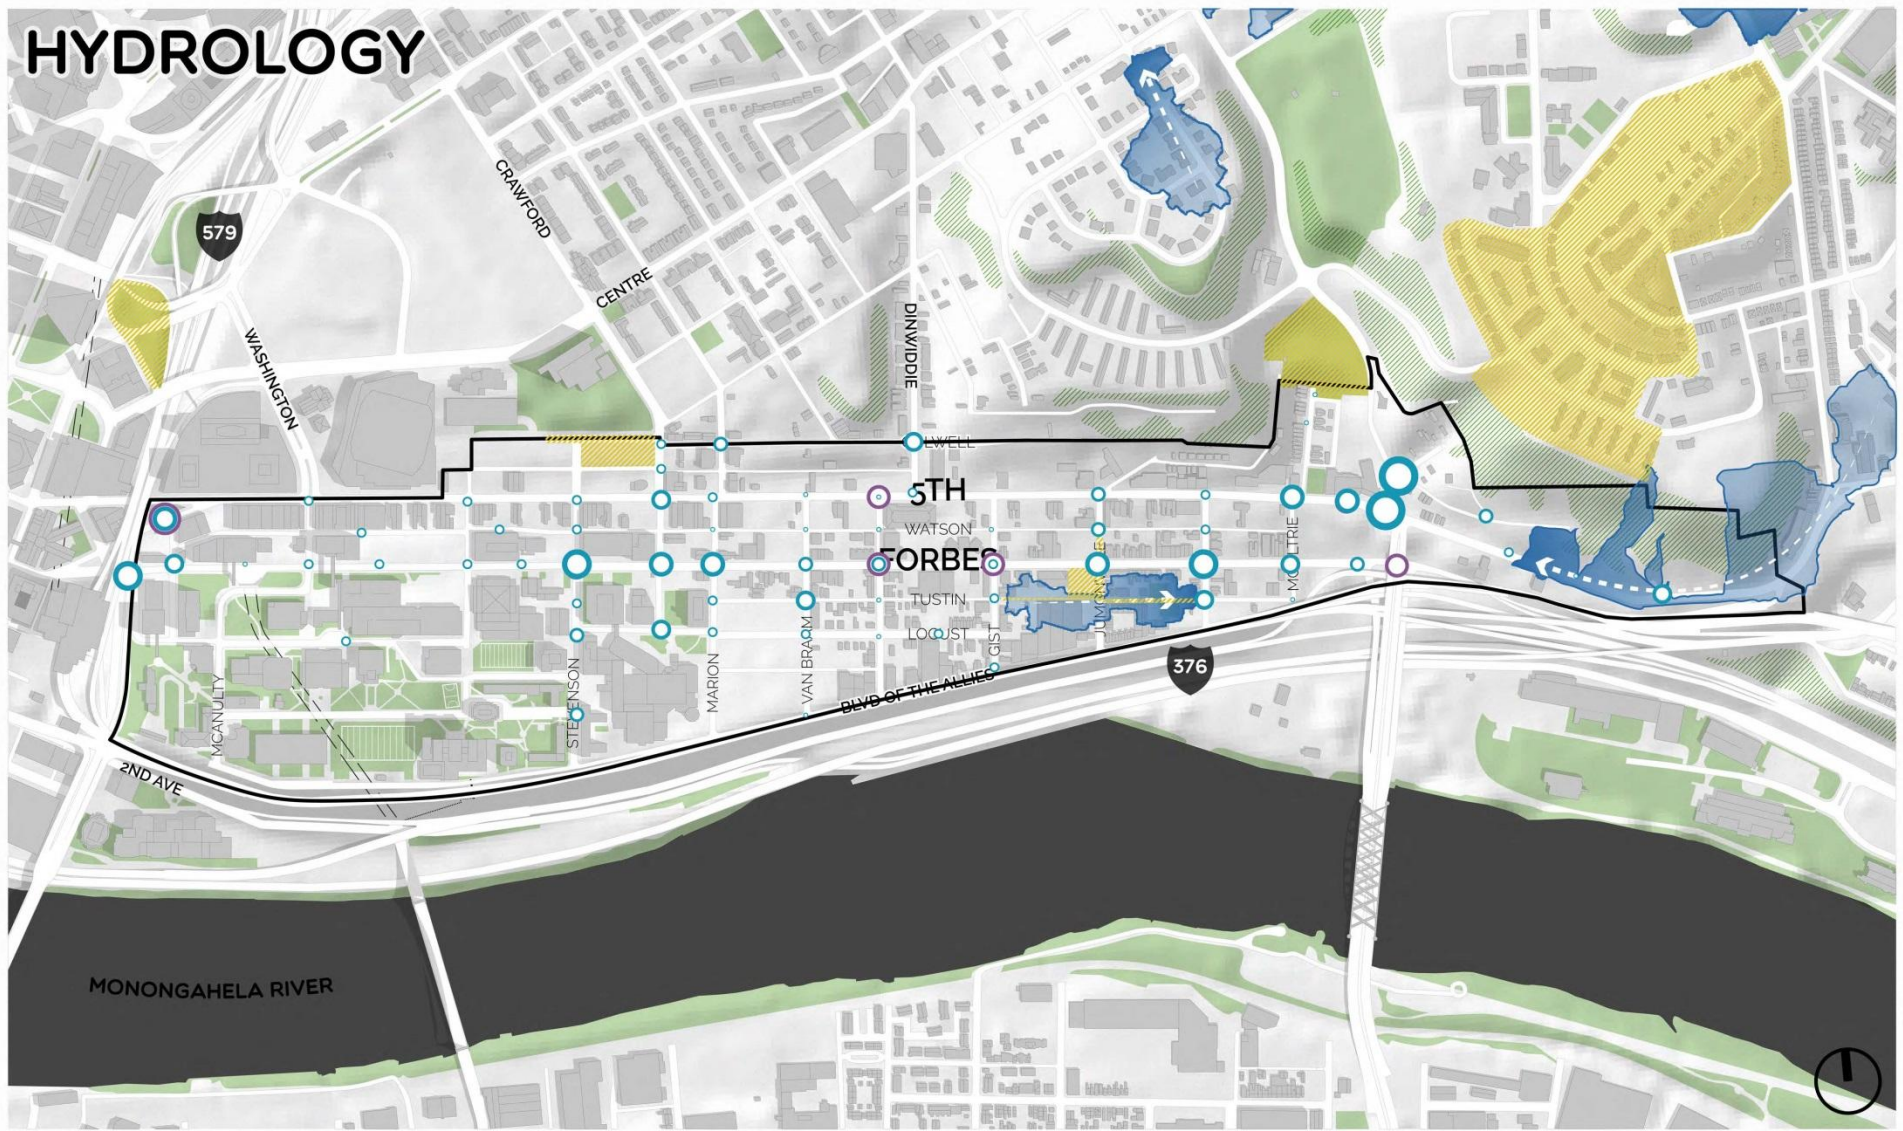 HYDROLOGY
CRAWFORD
579
CENTRE
DINWIDDIE
WASHINGTON
5TH
WATSON
FORBES
MOLTRIE
TUSTIN
LOCUST
GIST
MARION
VAN BRAAM
STEVENSON
MCANULTY
376
BLVD OF THE ALLIES
2ND AVE
MONONGAHELA RIVER